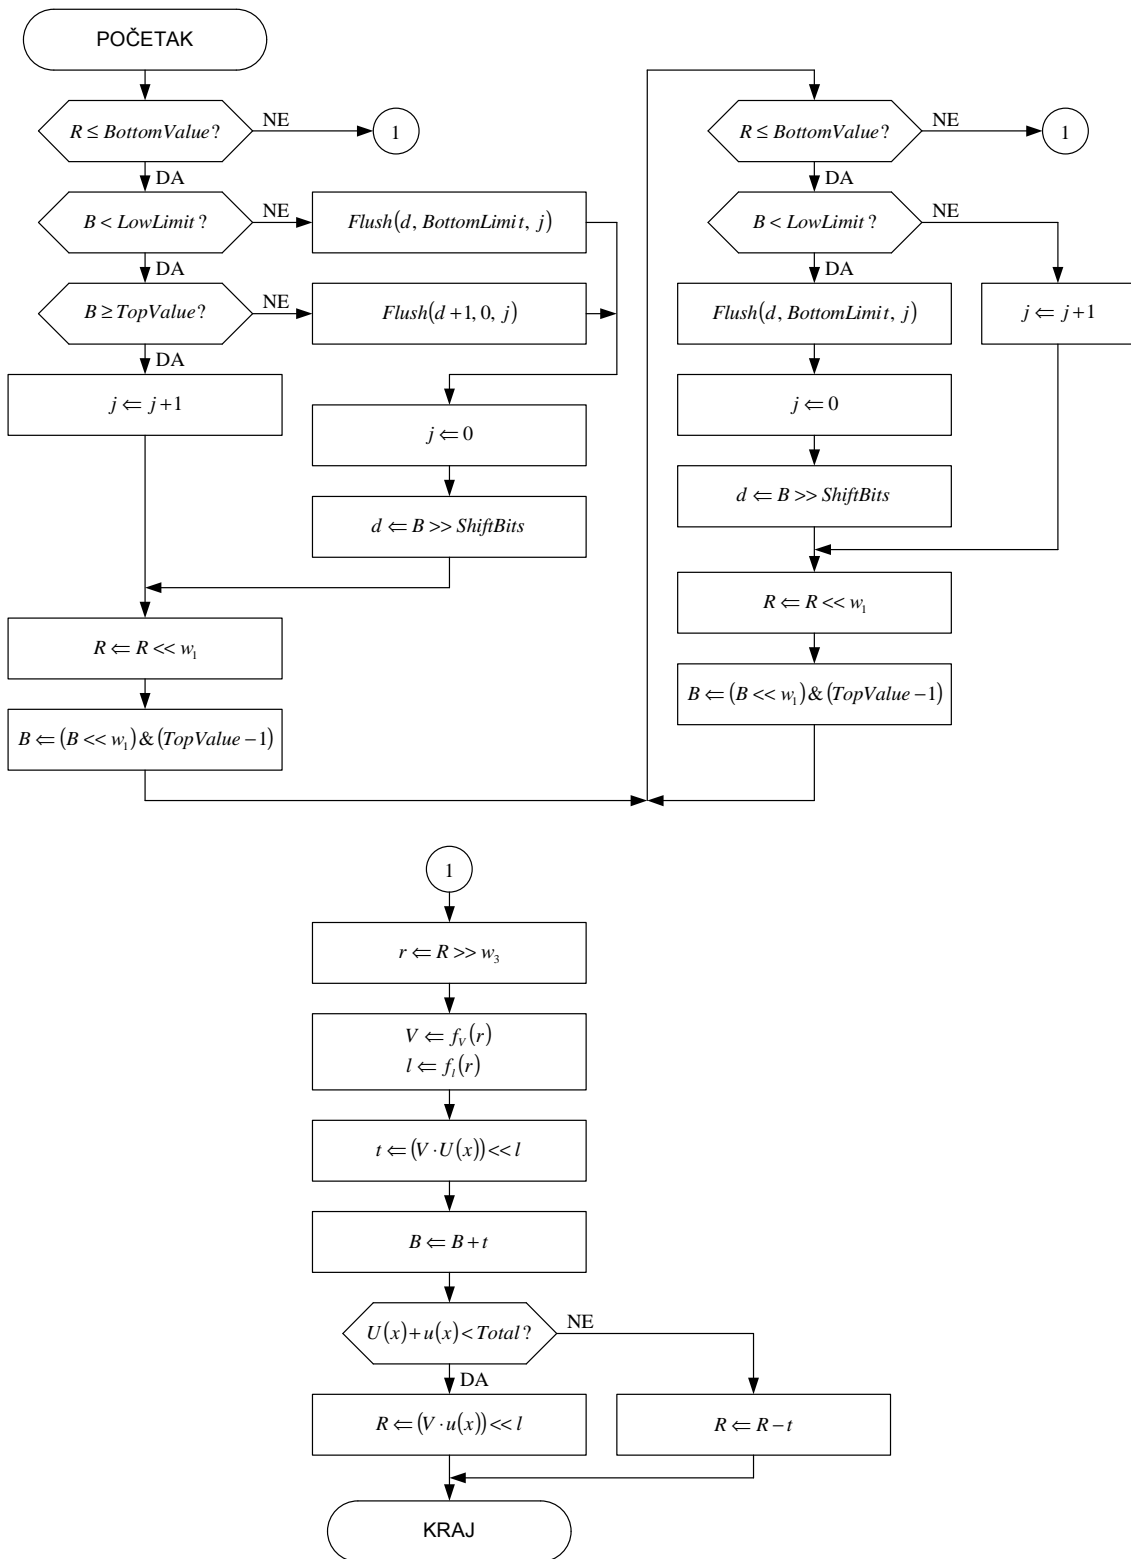 POČETAK
R ≤ BottomValue?
NE
1
DA
B < LowLimit?
NE
Flush(d, BottomLimit, j)
DA
B ≥ TopValue?
NE
Flush(d+1, 0, j)
DA
j ⇐ j+1
j ⇐ 0
d ⇐ B >> ShiftBits
R ⇐ R << w₁
B ⇐ (B << w₁) & (TopValue −1)
R ≤ BottomValue?
NE
1
DA
B < LowLimit?
NE
DA
Flush(d, BottomLimit, j)
j ⇐ j+1
j ⇐ 0
d ⇐ B >> ShiftBits
R ⇐ R << w₁
B ⇐ (B << w₁) & (TopValue −1)
1
r ⇐ R >> w₃
V ⇐ f_V(r)
l ⇐ f_l(r)
t ⇐ (V · U(x)) << l
B ⇐ B + t
U(x)+u(x) < Total?
NE
DA
R ⇐ (V · u(x)) << l
R ⇐ R − t
KRAJ